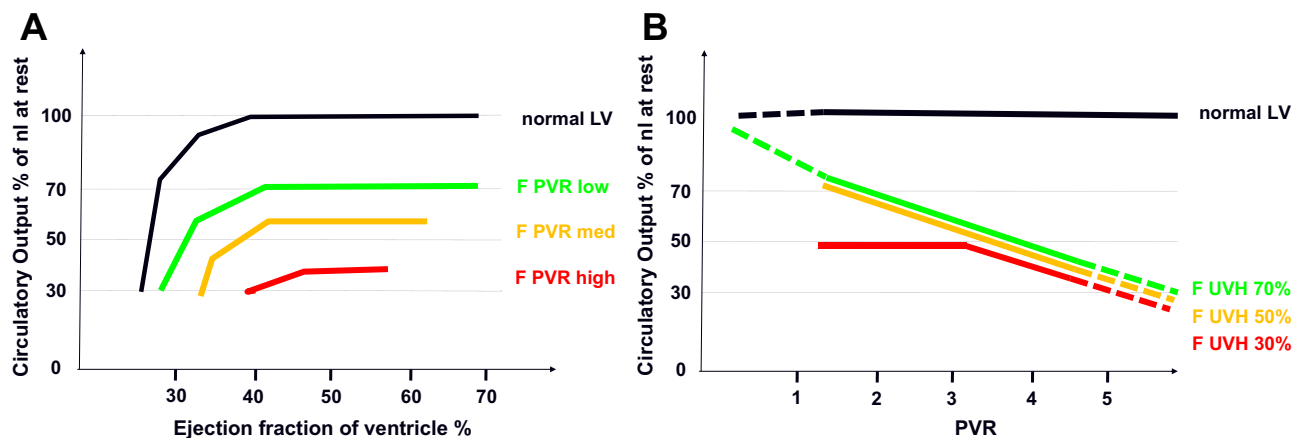 A
Circulatory Output % of nl at rest
100
70
50
30
0
normal LV
F PVR low
F PVR med
F PVR high
30 40 50 60 70
Ejection fraction of ventricle %
B
Circulatory Output % of nl at rest
100
70
50
30
0
normal LV
F UVH 70%
F UVH 50%
F UVH 30%
1 2 3 4 5
PVR